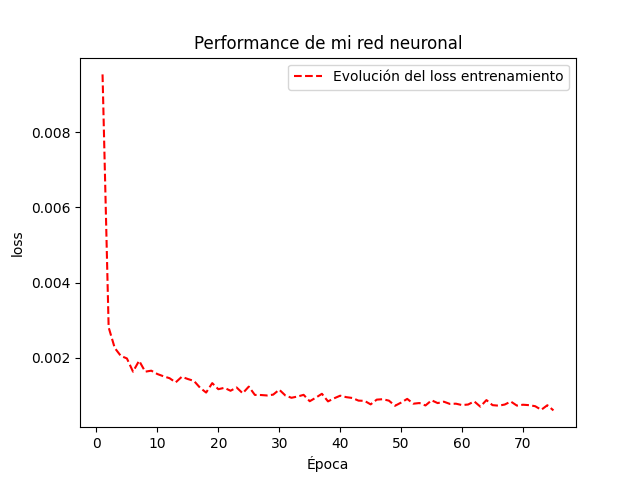 Performance de mi red neuronal
Evolución del loss entrenamiento
0.008
0.006
0.004
0.002
loss
0 10 20 30 40 50 60 70
Época